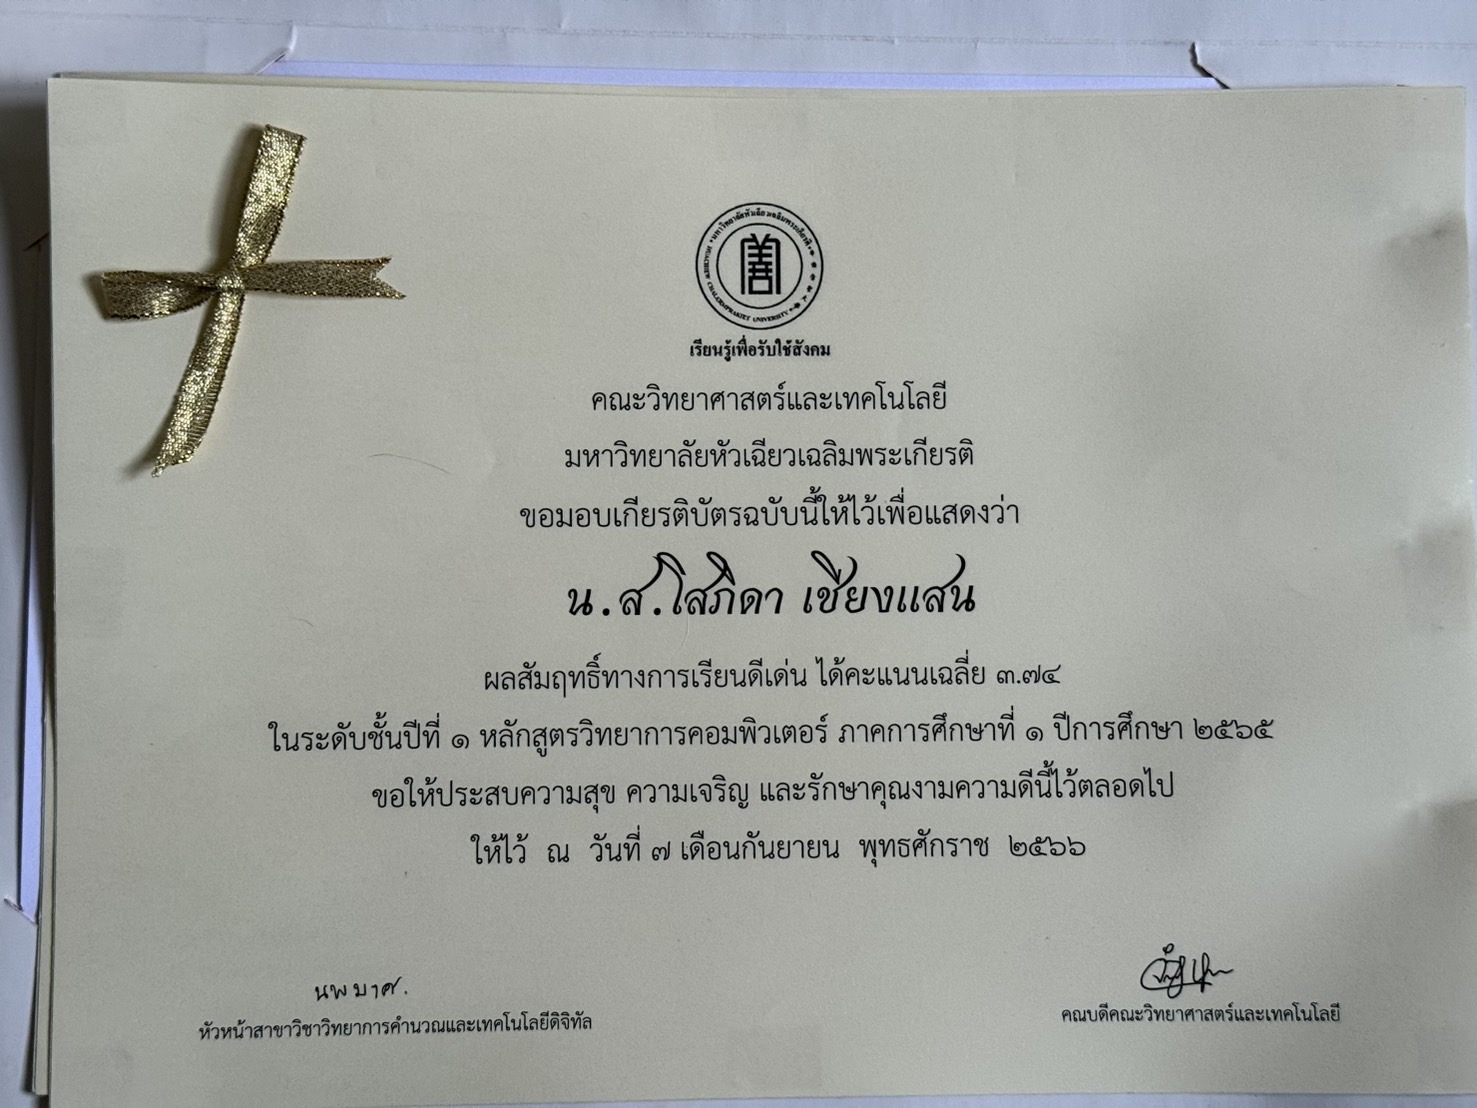 มหาวิทยาลัยหัวเฉียวเฉลิมพระเกียรติ
HUACHIEW CHALERMPRAKIET UNIVERSITY
เรียนรู้เพื่อรับใช้สังคม
คณะวิทยาศาสตร์และเทคโนโลยี
มหาวิทยาลัยหัวเฉียวเฉลิมพระเกียรติ
ขอมอบเกียรติบัตรฉบับนี้ให้ไว้เพื่อแสดงว่า
น.ส.โสภิดา เชียงแสน
ผลสัมฤทธิ์ทางการเรียนดีเด่น ได้คะแนนเฉลี่ย ๓.๗๔
ในระดับชั้นปีที่ ๑ หลักสูตรวิทยาการคอมพิวเตอร์ ภาคการศึกษาที่ ๑ ปีการศึกษา ๒๕๖๕
ขอให้ประสบความสุข ความเจริญ และรักษาคุณงามความดีนี้ไว้ตลอดไป
ให้ไว้ ณ วันที่ ๗ เดือนกันยายน พุทธศักราช ๒๕๖๖
นพมาศ.
หัวหน้าสาขาวิชาวิทยาการคำนวณและเทคโนโลยีดิจิทัล
คณบดีคณะวิทยาศาสตร์และเทคโนโลยี